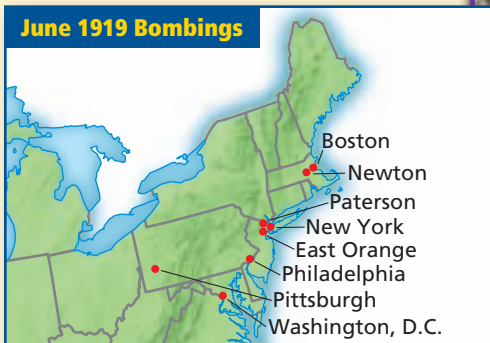 June 1919 Bombings
Boston
Newton
Paterson
New York
East Orange
Philadelphia
Pittsburgh
Washington, D.C.